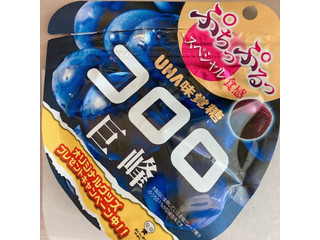 ぷちっ
ぷるっ
スペシャル食感
UHA味覚糖
コロロ
巨峰
オリジナルグッズ
プレゼントキャンペーン中!!